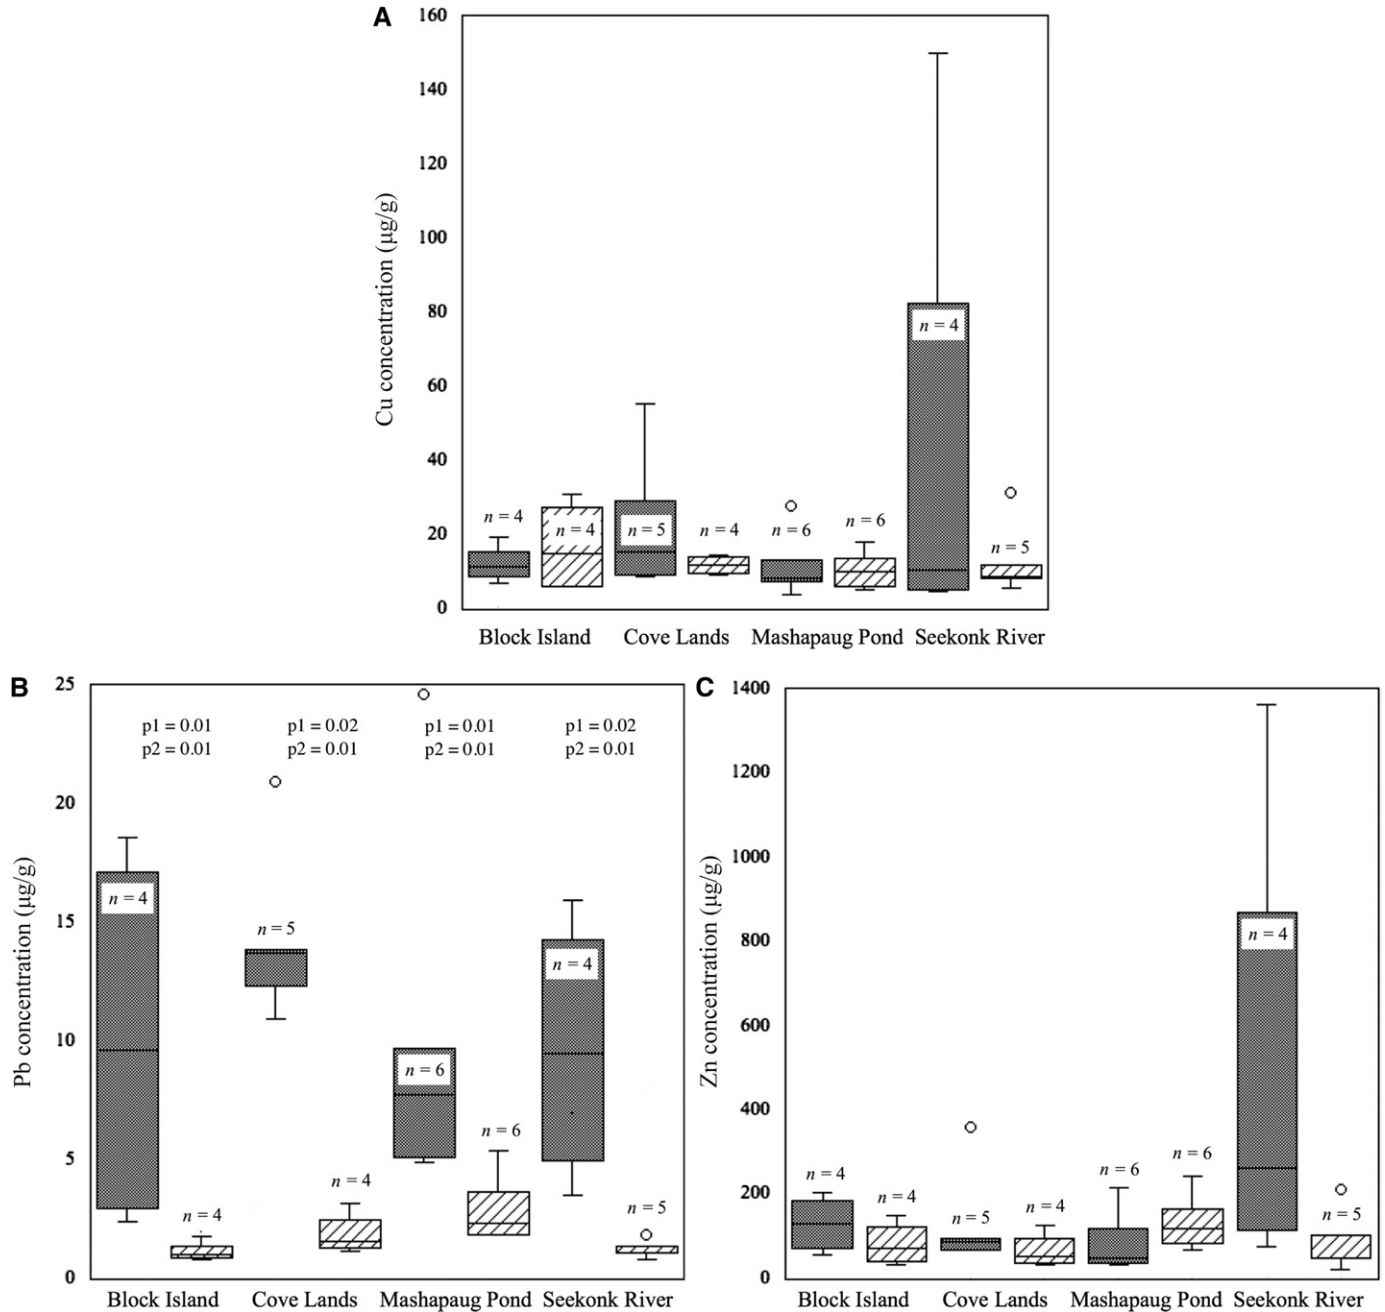 A
Cu concentration (µg/g)
160
140
120
100
80
60
40
20
0
n = 4
n = 4
n = 5
n = 4
n = 6
n = 6
n = 4
n = 5
Block Island Cove Lands Mashapaug Pond Seekonk River
B
Pb concentration (µg/g)
25
20
15
10
5
0
p1 = 0.01 p1 = 0.02 p1 = 0.01 p1 = 0.02
p2 = 0.01 p2 = 0.01 p2 = 0.01 p2 = 0.01
n = 4
n = 4
n = 5
n = 4
n = 6
n = 6
n = 4
n = 5
Block Island Cove Lands Mashapaug Pond Seekonk River
C
Zn concentration (µg/g)
1400
1200
1000
800
600
400
200
0
n = 4
n = 4
n = 5
n = 4
n = 6
n = 6
n = 4
n = 5
Block Island Cove Lands Mashapaug Pond Seekonk River